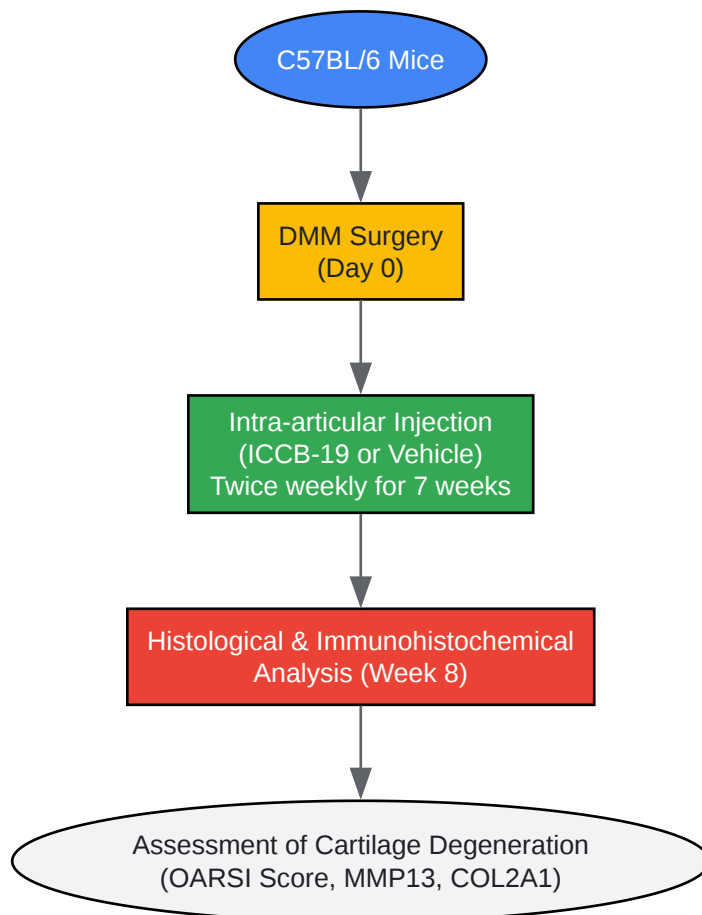 C57BL/6 Mice
DMM Surgery
(Day 0)
Intra-articular Injection
(ICCB-19 or Vehicle)
Twice weekly for 7 weeks
Histological & Immunohistochemical
Analysis (Week 8)
Assessment of Cartilage Degeneration
(OARSI Score, MMP13, COL2A1)